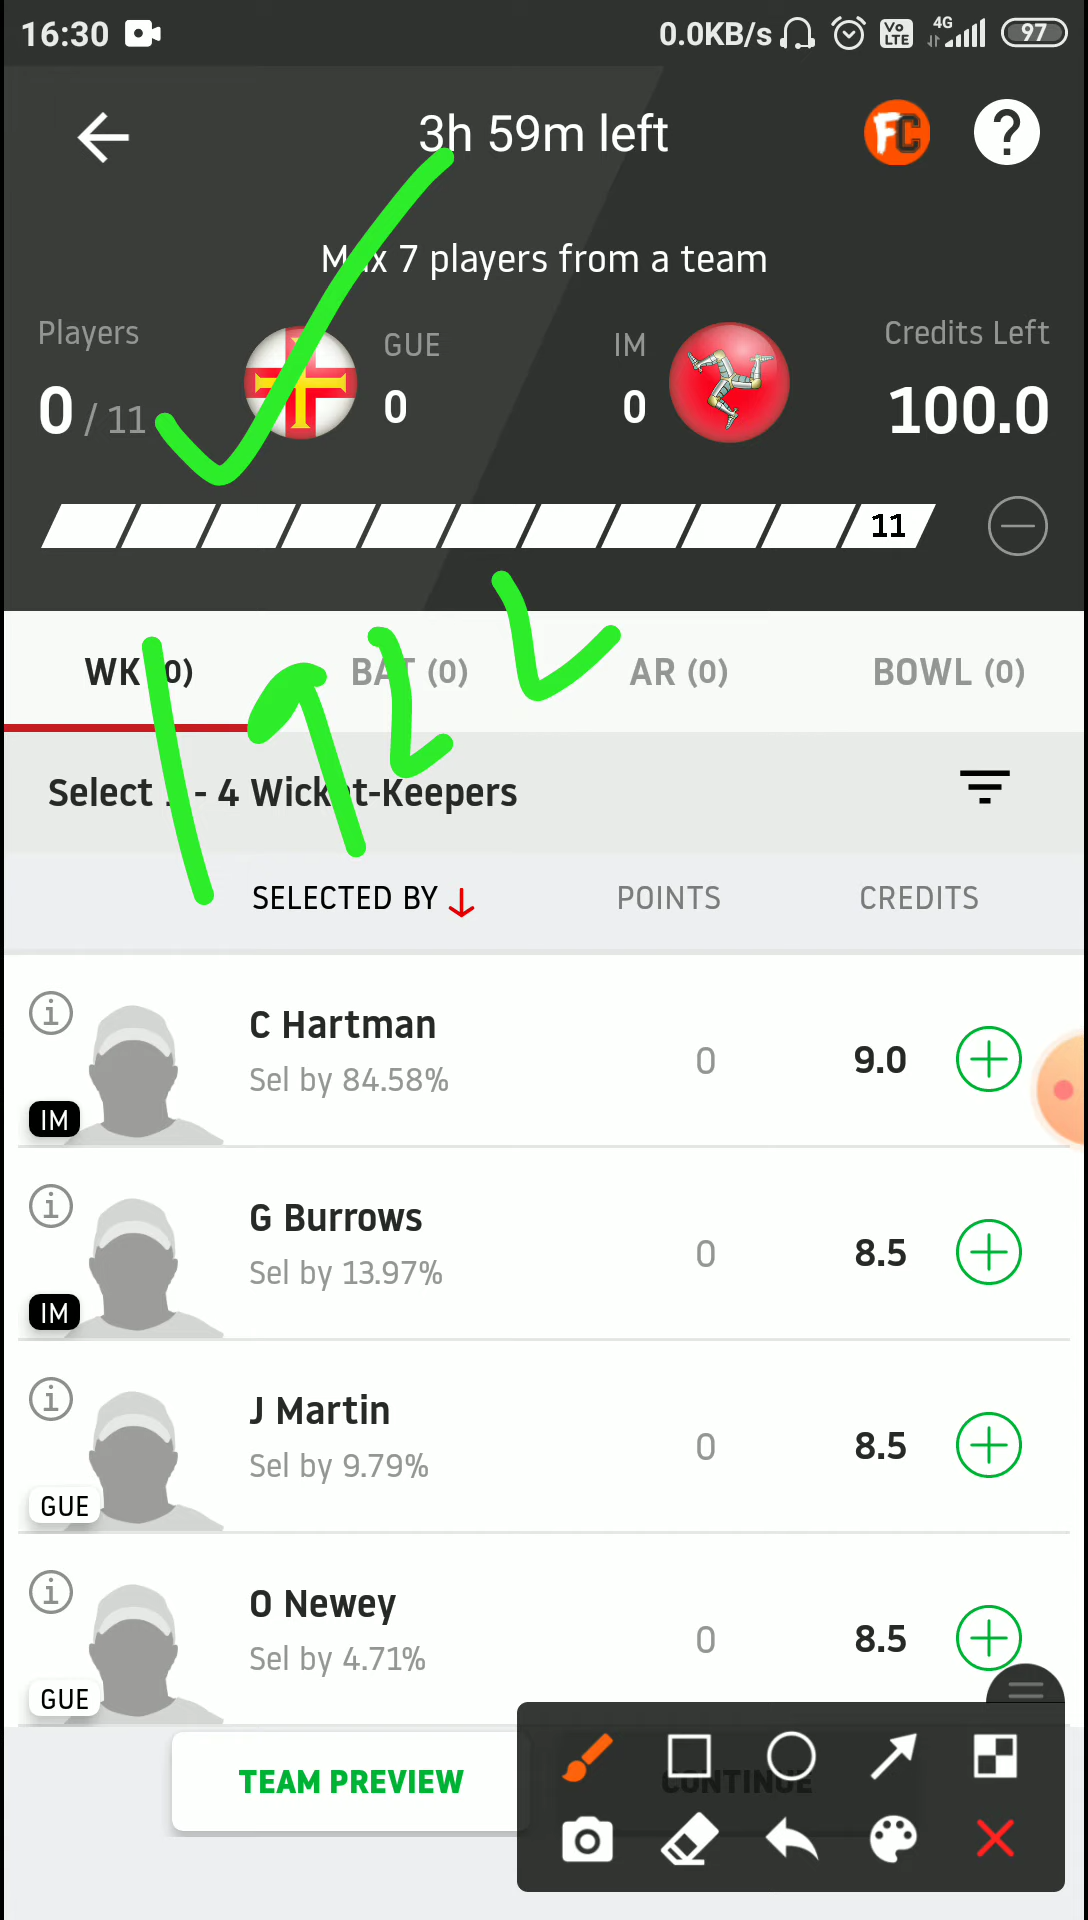 16:30 0.0KB/s Vo LTE 4G 97
3h 59m left FC ?
Max 7 players from a team
Players GUE IM Credits Left
0 / 11 0 0 100.0
11
WK (0) BAT (0) AR (0) BOWL (0)
Select 1 - 4 Wicket-Keepers
SELECTED BY POINTS CREDITS
C Hartman
Sel by 84.58% 0 9.0
IM
G Burrows
Sel by 13.97% 0 8.5
IM
J Martin
Sel by 9.79% 0 8.5
GUE
O Newey
Sel by 4.71% 0 8.5
GUE
TEAM PREVIEW CONTINUE